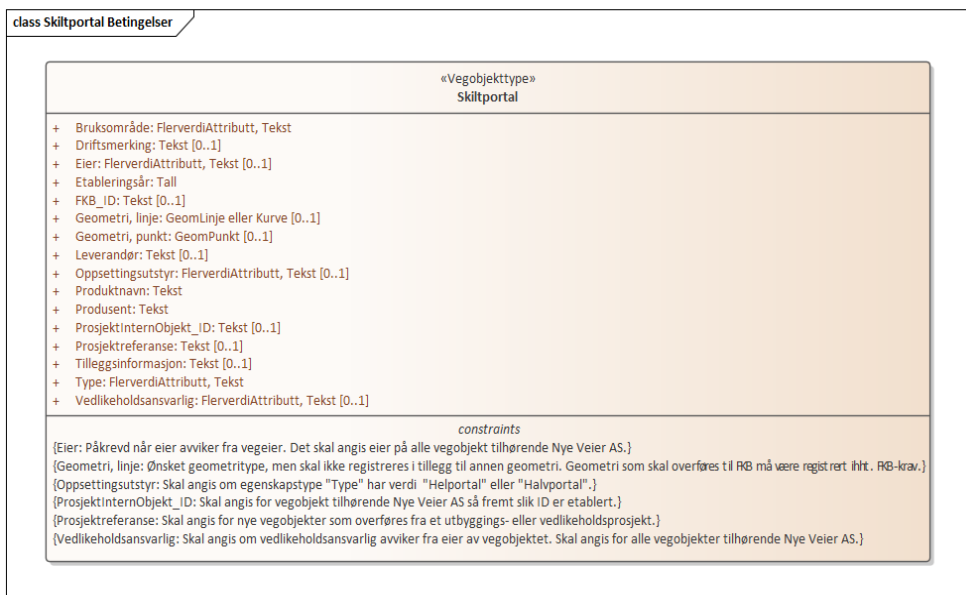 class Skiltportal Betingelser
«Vegobjekttype»
Skiltportal
+ Bruksområde: FlerverdiAttributt, Tekst
+ Driftsmerking: Tekst [0..1]
+ Eier: FlerverdiAttributt, Tekst [0..1]
+ Etableringsår: Tall
+ FKB_ID: Tekst [0..1]
+ Geometri, linje: GeomLinje eller Kurve [0..1]
+ Geometri, punkt: GeomPunkt [0..1]
+ Leverandør: Tekst [0..1]
+ Oppsettingsutstyr: FlerverdiAttributt, Tekst [0..1]
+ Produktnavn: Tekst
+ Produsent: Tekst
+ ProsjektInternObjekt_ID: Tekst [0..1]
+ Prosjektreferanse: Tekst [0..1]
+ Tilleggsinformasjon: Tekst [0..1]
+ Type: FlerverdiAttributt, Tekst
+ Vedlikeholdsansvarlig: FlerverdiAttributt, Tekst [0..1]
constraints
{Eier: Påkrevd når eier avviker fra vegeier. Det skal angis eier på alle vegobjekt tilhørende Nye Veier AS.}
{Geometri, linje: Ønsket geometritype, men skal ikke registreres i tillegg til annen geometri. Geometri som skal overføres til FKB må være registrert ihht. FKB-krav.}
{Oppsettingsutstyr: Skal angis om egenskapstype "Type" har verdi "Helportal" eller "Halvportal".}
{ProsjektInternObjekt_ID: Skal angis for vegobjekt tilhørende Nye Veier AS så fremt slik ID er etablert.}
{Prosjektreferanse: Skal angis for nye vegobjekter som overføres fra et utbyggings- eller vedlikeholdsprosjekt.}
{Vedlikeholdsansvarlig: Skal angis om vedlikeholdsansvarlig avviker fra eier av vegobjektet. Skal angis for alle vegobjekter tilhørende Nye Veier AS.}